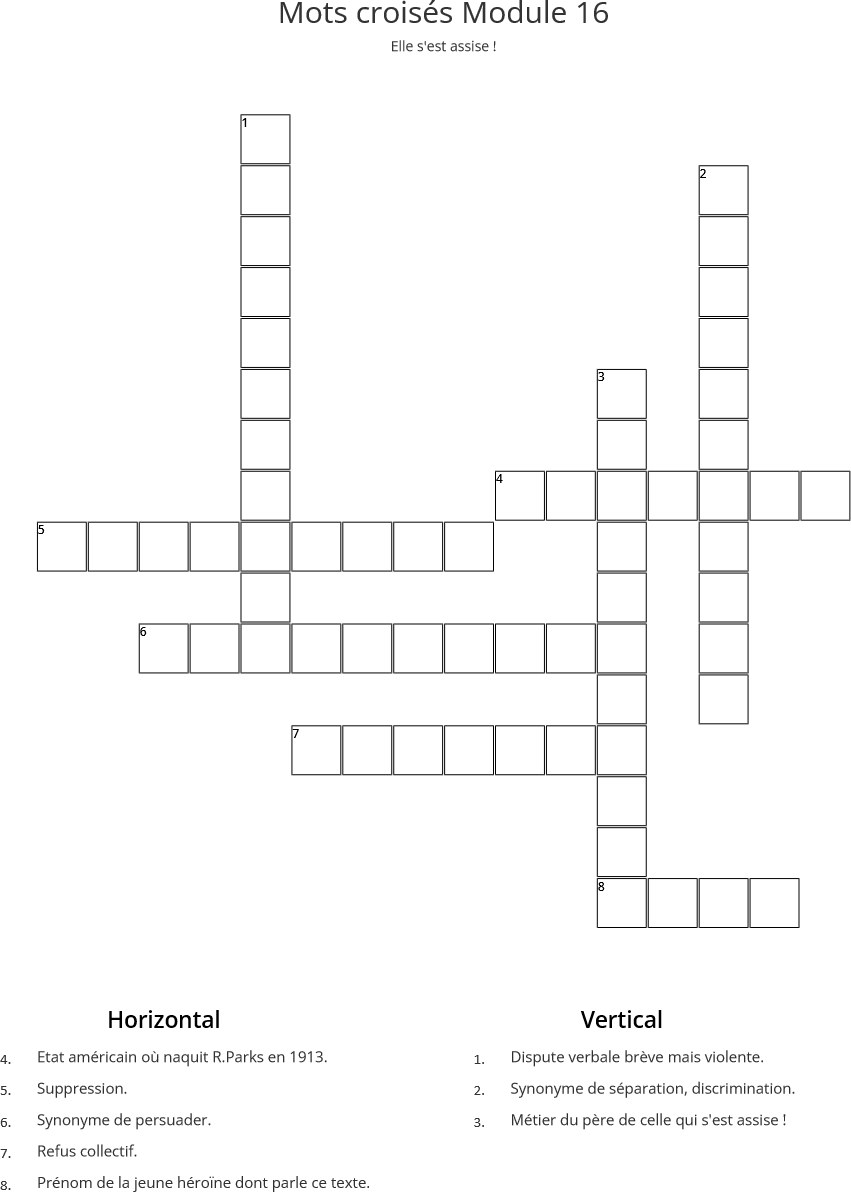 Mots croisés Module 16
Elle s'est assise !
1
2
3
4
5
6
7
8
Horizontal
4. Etat américain où naquit R.Parks en 1913.
5. Suppression.
6. Synonyme de persuader.
7. Refus collectif.
8. Prénom de la jeune héroïne dont parle ce texte.
Vertical
1. Dispute verbale brève mais violente.
2. Synonyme de séparation, discrimination.
3. Métier du père de celle qui s'est assise !